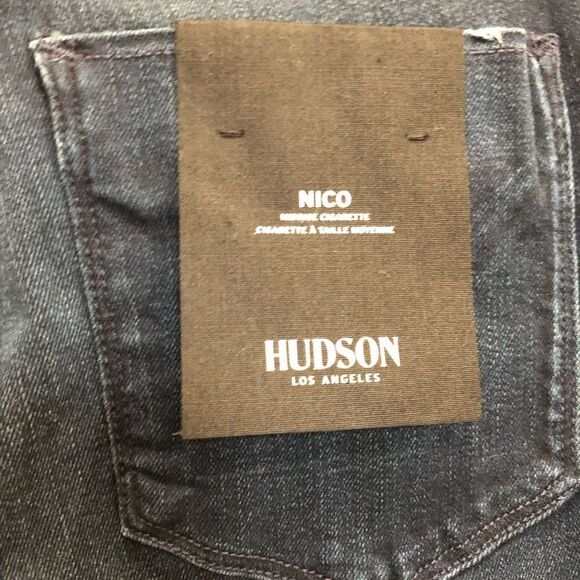 NICO
MIDRISE CIGARETTE
CIGARETTE À TAILLE MOYENNE
HUDSON
LOS ANGELES